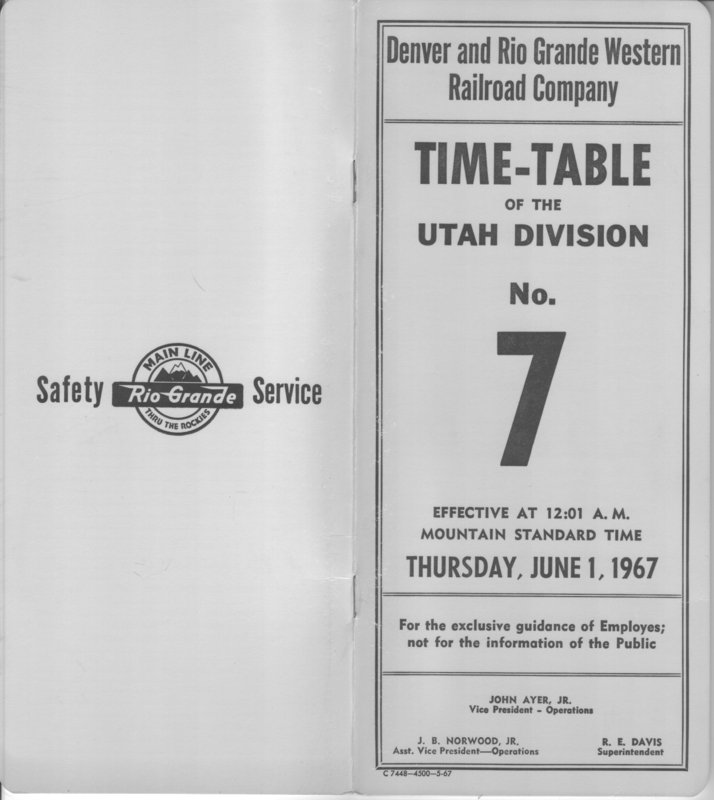 Safety
MAIN LINE
Rio Grande
THRU THE ROCKIES
Service
Denver and Rio Grande Western
Railroad Company
TIME-TABLE
OF THE
UTAH DIVISION
No.
7
EFFECTIVE AT 12:01 A. M.
MOUNTAIN STANDARD TIME
THURSDAY, JUNE 1, 1967
For the exclusive guidance of Employes;
not for the information of the Public
JOHN AYER, JR.
Vice President - Operations
J. B. NORWOOD, JR.
Asst. Vice President—Operations
R. E. DAVIS
Superintendent
C 7448—4500—5-67